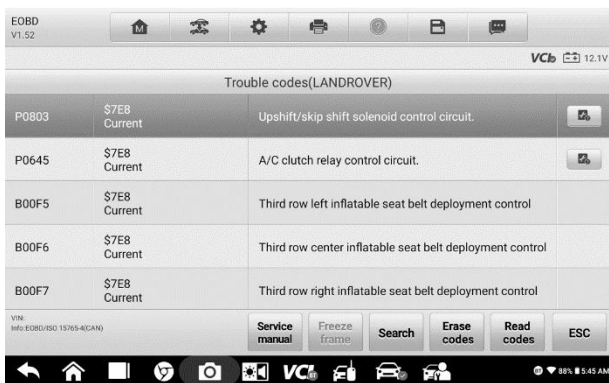 EOBD
V1.52
M
VCI 12.1V
Trouble codes(LANDROVER)
P0803 $7E8 Current Upshift/skip shift solenoid control circuit.
P0645 $7E8 Current A/C clutch relay control circuit.
B00F5 $7E8 Current Third row left inflatable seat belt deployment control
B00F6 $7E8 Current Third row center inflatable seat belt deployment control
B00F7 $7E8 Current Third row right inflatable seat belt deployment control
VIN:
Info:EOBD/ISO 15765-4(CAN)
Service manual Freeze frame Search Erase codes Read codes ESC
VCI 88% 5:45 AM